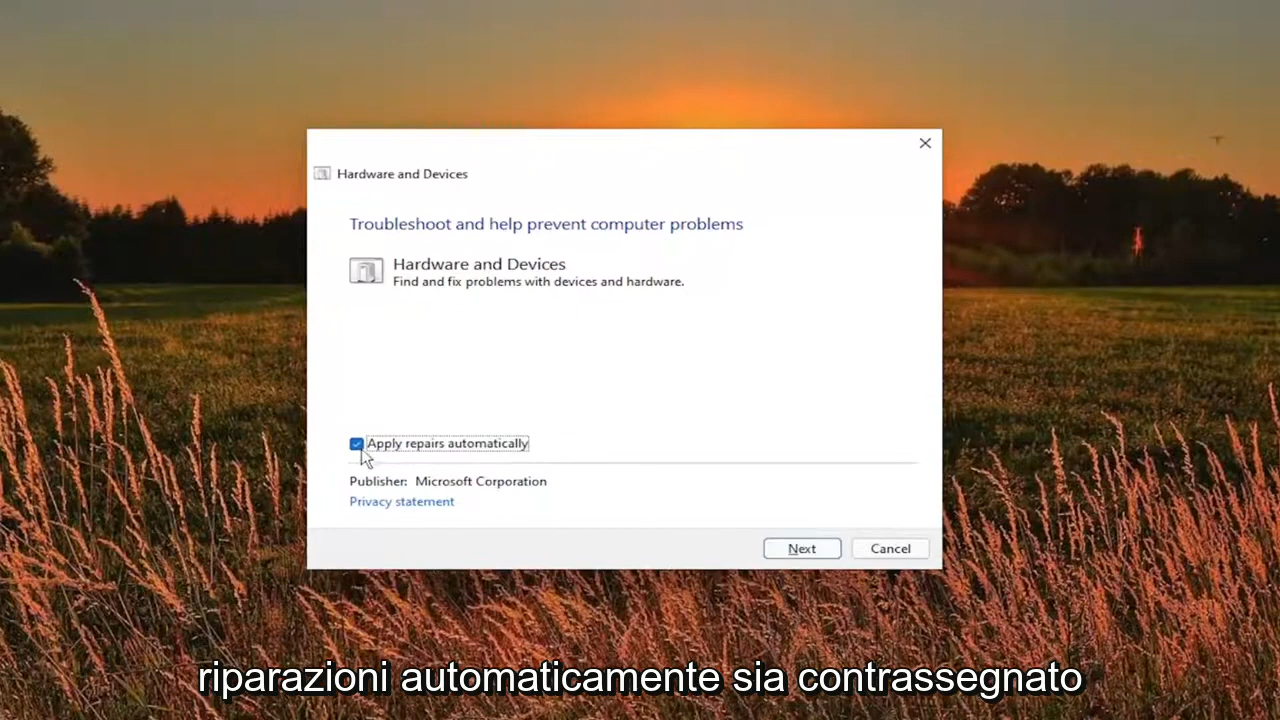 Hardware and Devices
Troubleshoot and help prevent computer problems
Hardware and Devices
Find and fix problems with devices and hardware.
Apply repairs automatically
Publisher: Microsoft Corporation
Privacy statement
Next Cancel
riparazioni automaticamente sia contrassegnato